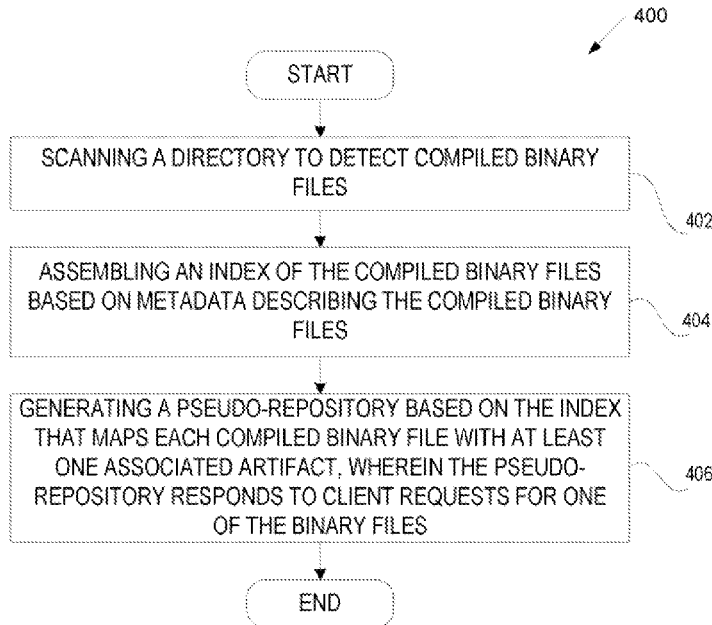 400
START
SCANNING A DIRECTORY TO DETECT COMPILED BINARY
FILES
402
ASSEMBLING AN INDEX OF THE COMPILED BINARY FILES
BASED ON METADATA DESCRIBING THE COMPILED BINARY
FILES
404
GENERATING A PSEUDO-REPOSITORY BASED ON THE INDEX
THAT MAPS EACH COMPILED BINARY FILE WITH AT LEAST
ONE ASSOCIATED ARTIFACT, WHEREIN THE PSEUDO-
REPOSITORY RESPONDS TO CLIENT REQUESTS FOR ONE
OF THE BINARY FILES
406
END